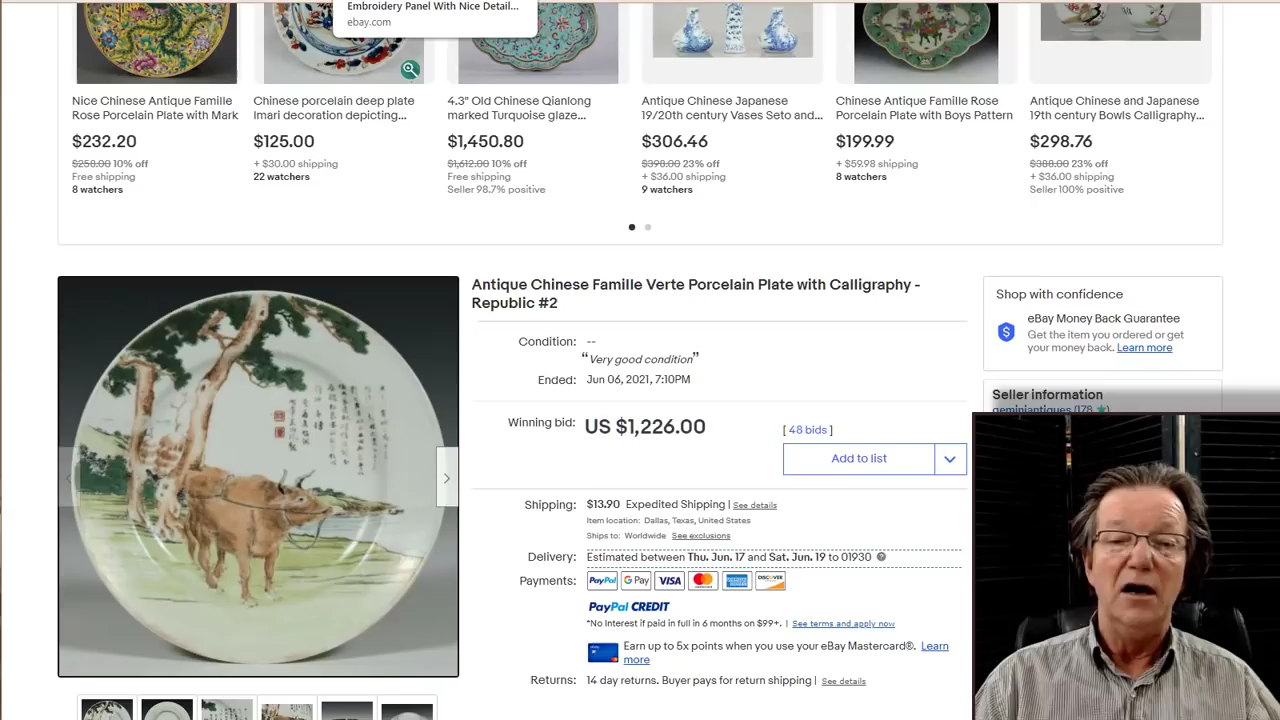 Embroidery Panel With Nice Detail...
ebay.com
Nice Chinese Antique Famille
Rose Porcelain Plate with Mark
$232.20
$258.00 10% off
Free shipping
8 watchers
Chinese porcelain deep plate
Imari decoration depicting...
$125.00
+ $30.00 shipping
22 watchers
4.3" Old Chinese Qianlong
marked Turquoise glaze...
$1,450.80
$1,612.00 10% off
Free shipping
Seller 98.7% positive
Antique Chinese Japanese
19/20th century Vases Seto and...
$306.46
$398.00 23% off
+ $36.00 shipping
9 watchers
Chinese Antique Famille Rose
Porcelain Plate with Boys Pattern
$199.99
+ $59.98 shipping
8 watchers
Antique Chinese and Japanese
19th century Bowls Calligraphy...
$298.76
$388.00 23% off
+ $36.00 shipping
Seller 100% positive
Antique Chinese Famille Verte Porcelain Plate with Calligraphy -
Republic #2
Condition: --
“Very good condition”
Ended: Jun 06, 2021, 7:10PM
Winning bid: US $1,226.00 [ 48 bids ]
Add to list
Shipping: $13.90 Expedited Shipping | See details
Item location: Dallas, Texas, United States
Ships to: Worldwide See exclusions
Delivery: Estimated between Thu. Jun. 17 and Sat. Jun. 19 to 01930
Payments: PayPal G Pay VISA mastercard AMERICAN EXPRESS DISCOVER
PayPal CREDIT
*No Interest if paid in full in 6 months on $99+. | See terms and apply now
Earn up to 5x points when you use your eBay Mastercard®. Learn
more
Returns: 14 day returns. Buyer pays for return shipping | See details
Shop with confidence
eBay Money Back Guarantee
Get the item you ordered or get
your money back. Learn more
Seller information
geminiantiques (178